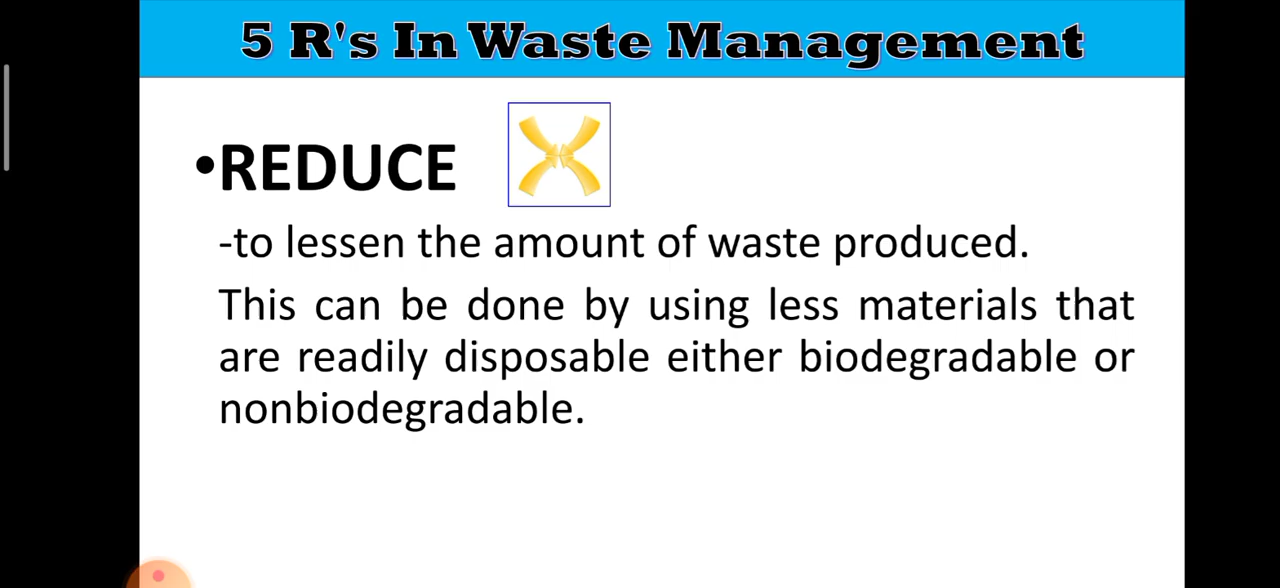 5 R's In Waste Management
•REDUCE
-to lessen the amount of waste produced.
This can be done by using less materials that
are readily disposable either biodegradable or
nonbiodegradable.